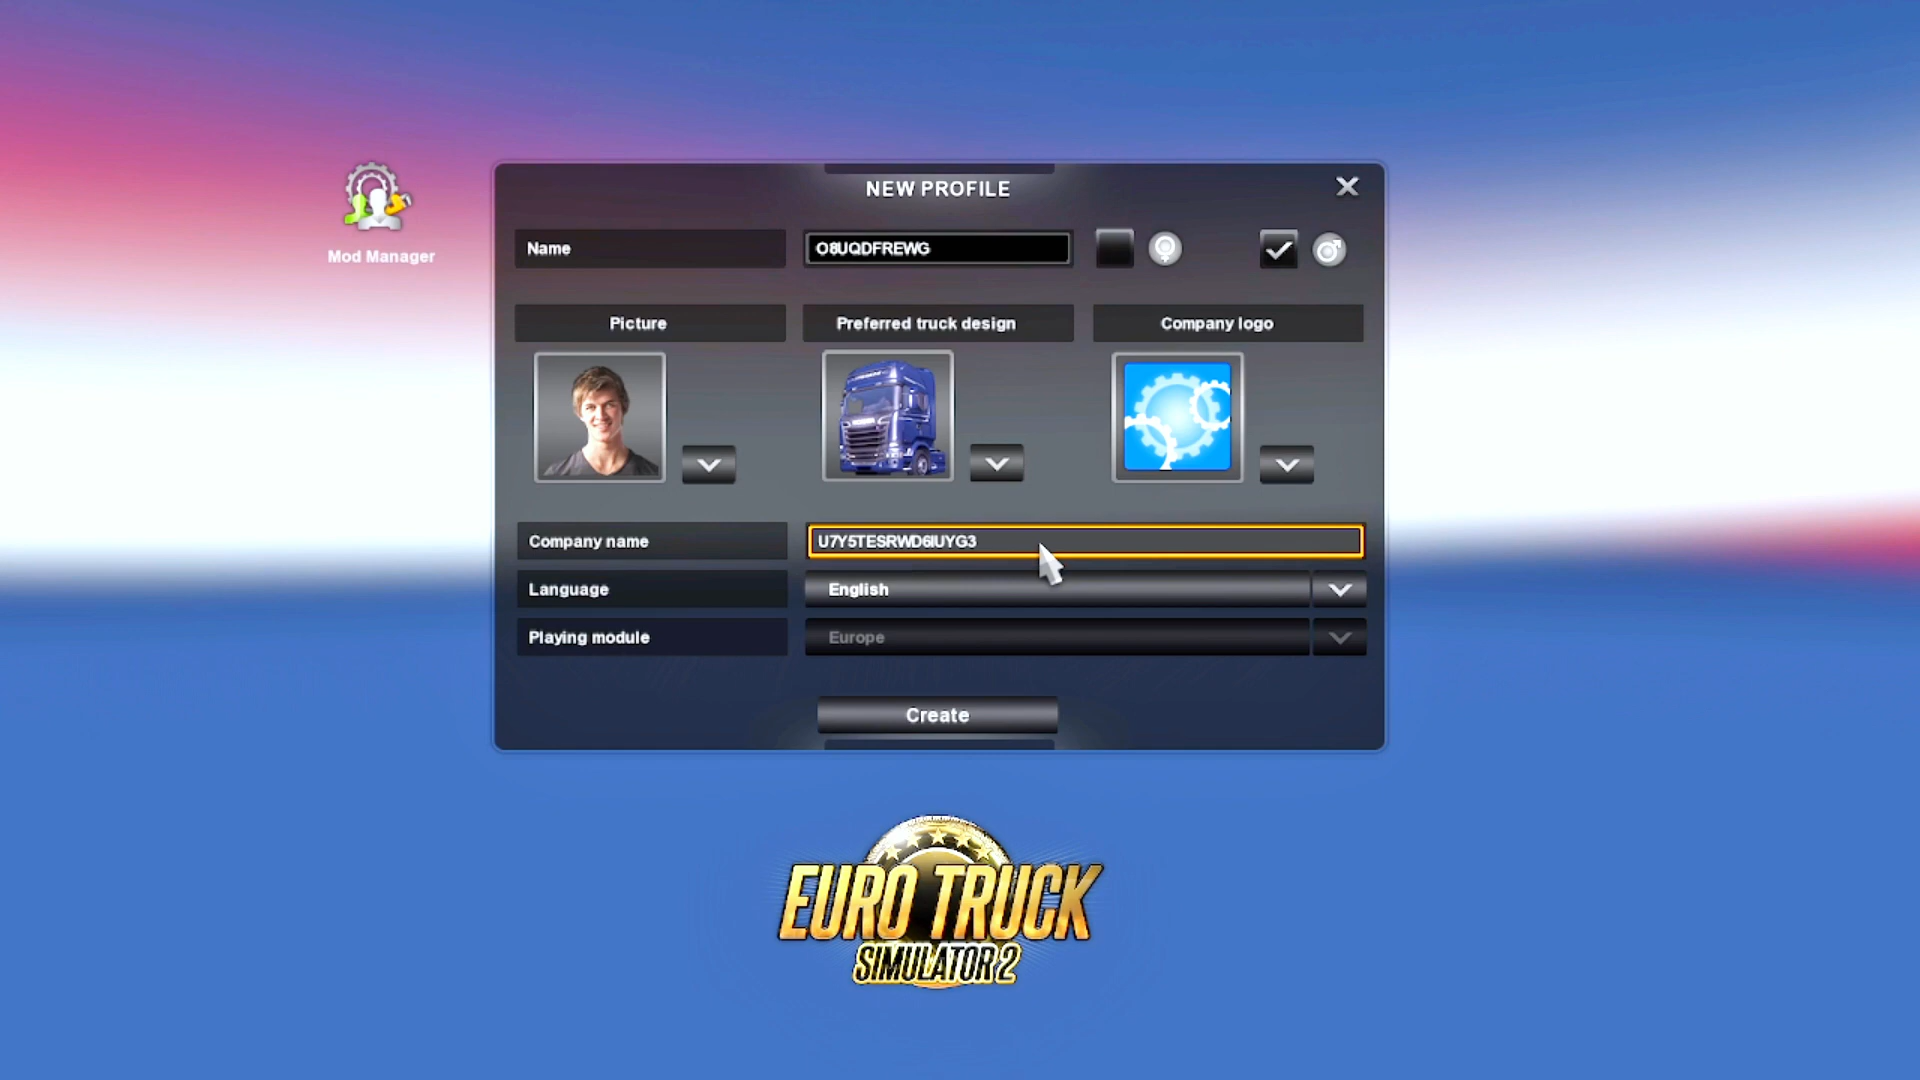 NEW PROFILE
Mod Manager
Name
O8UQDFREWG
Picture
Preferred truck design
Company logo
Company name
U7Y5TESRWD6IUYG3
Language
English
Playing module
Europe
Create
EURO TRUCK
SIMULATOR 2